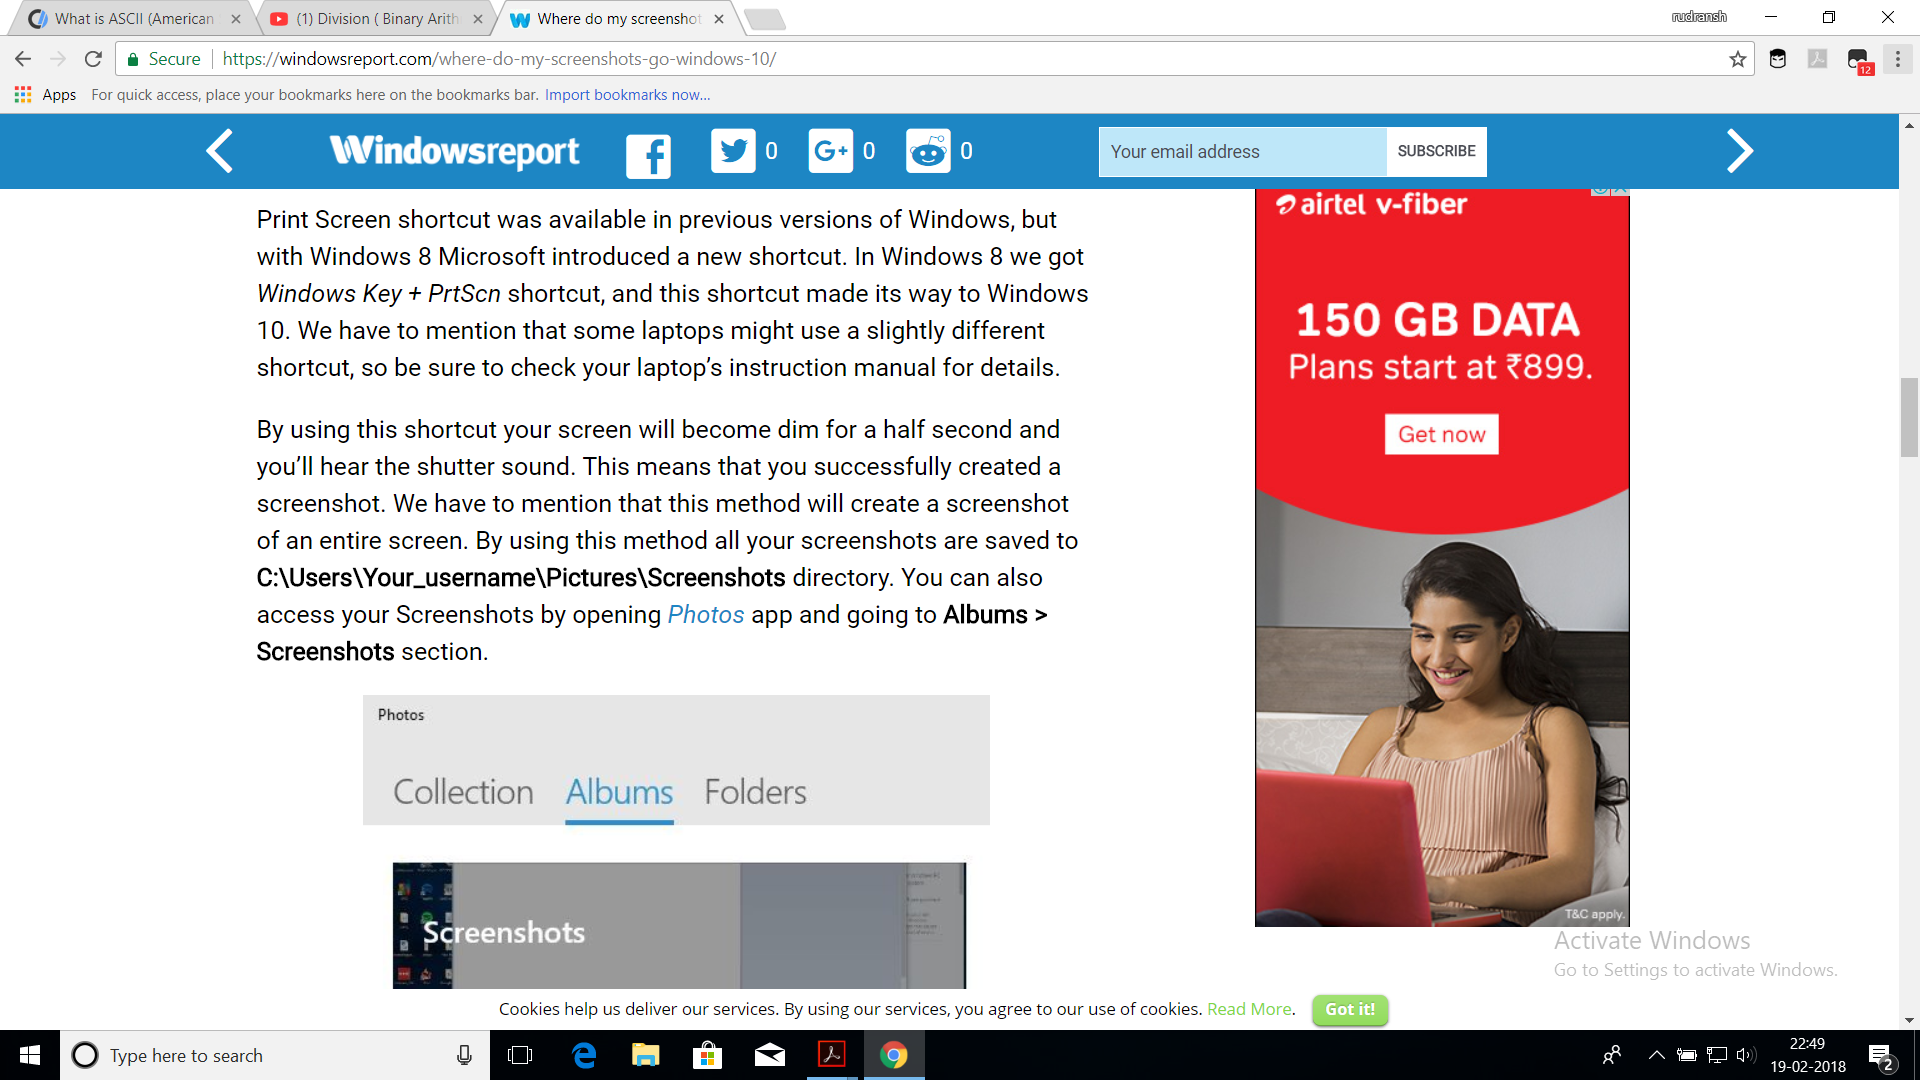 What is ASCII (American
(1) Division ( Binary Arith
Where do my screenshot
rudransh
Secure
https://windowsreport.com/where-do-my-screenshots-go-windows-10/
12
Apps
For quick access, place your bookmarks here on the bookmarks bar. Import bookmarks now...
Windowsreport
0
G+ 0
0
Your email address
SUBSCRIBE
Print Screen shortcut was available in previous versions of Windows, but
with Windows 8 Microsoft introduced a new shortcut. In Windows 8 we got
Windows Key + PrtScn shortcut, and this shortcut made its way to Windows
10. We have to mention that some laptops might use a slightly different
shortcut, so be sure to check your laptop’s instruction manual for details.
By using this shortcut your screen will become dim for a half second and
you’ll hear the shutter sound. This means that you successfully created a
screenshot. We have to mention that this method will create a screenshot
of an entire screen. By using this method all your screenshots are saved to
C:\Users\Your_username\Pictures\Screenshots directory. You can also
access your Screenshots by opening Photos app and going to Albums >
Screenshots section.
Photos
Collection Albums Folders
Screenshots
airtel v-fiber
150 GB DATA
Plans start at ₹899.
Get now
T&C apply.
Activate Windows
Go to Settings to activate Windows.
Cookies help us deliver our services. By using our services, you agree to our use of cookies. Read More.
Got it!
Type here to search
22:49
19-02-2018
2